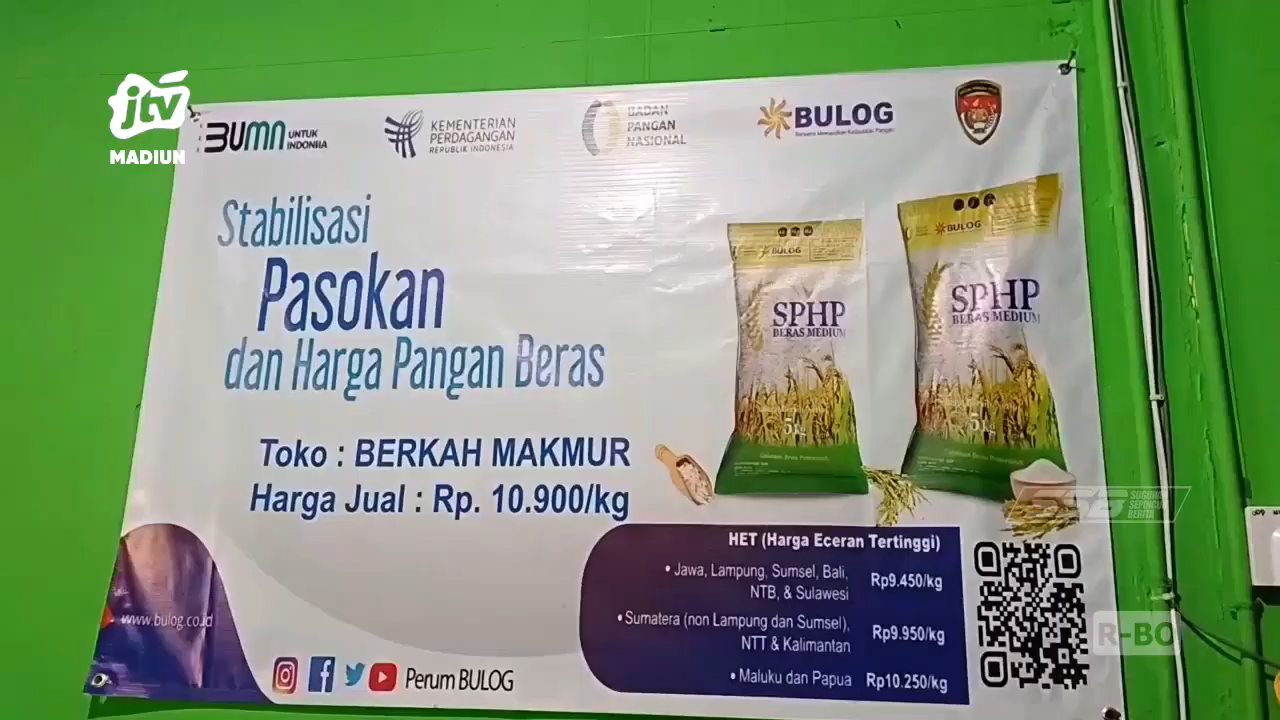 jtv
MADIUN
BUMN UNTUK INDONESIA
KEMENTERIAN
PERDAGANGAN
REPUBLIK INDONESIA
BADAN
PANGAN
NASIONAL
BULOG
Stabilisasi
Pasokan
dan Harga Pangan Beras
Toko : BERKAH MAKMUR
Harga Jual : Rp. 10.900/kg
BULOG
SPHP
BERAS MEDIUM
5kg
BULOG
SPHP
BERAS MEDIUM
5kg
HET (Harga Eceran Tertinggi)
• Jawa, Lampung, Sumsel, Bali,
NTB, & Sulawesi
Rp9.450/kg
• Sumatera (non Lampung dan Sumsel),
NTT & Kalimantan
Rp9.950/kg
• Maluku dan Papua Rp10.250/kg
www.bulog.co.id
Perum BULOG
SSB
R-BO